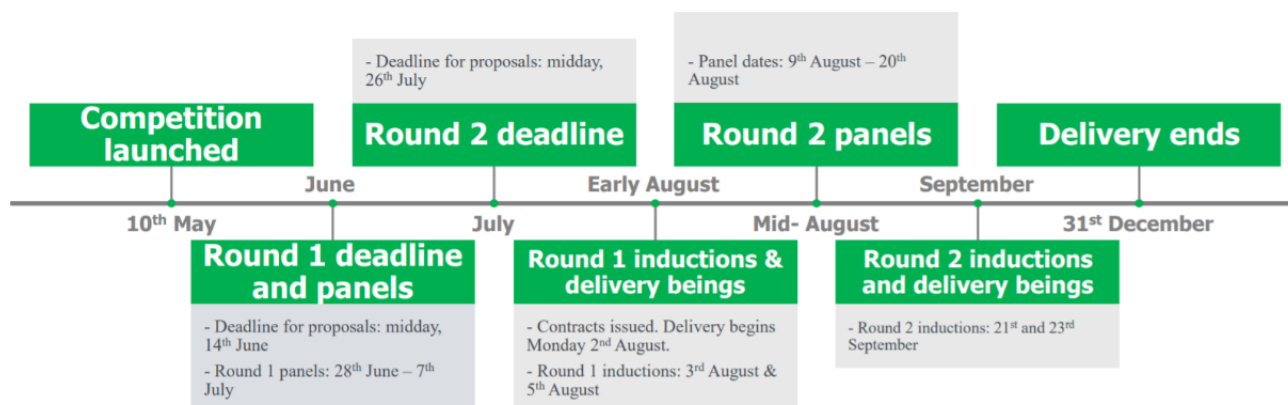 - Deadline for proposals: midday,
26th July
- Panel dates: 9th August – 20th
August
Competition
launched
Round 2 deadline
Round 2 panels
Delivery ends
June
Early August
September
10th May
July
Mid- August
31st December
Round 1 deadline
and panels
Round 1 inductions &
delivery beings
Round 2 inductions
and delivery beings
- Deadline for proposals: midday,
14th June
- Round 1 panels: 28th June – 7th
July
- Contracts issued. Delivery begins
Monday 2nd August.
- Round 1 inductions: 3rd August &
5th August
- Round 2 inductions: 21st and 23rd
September